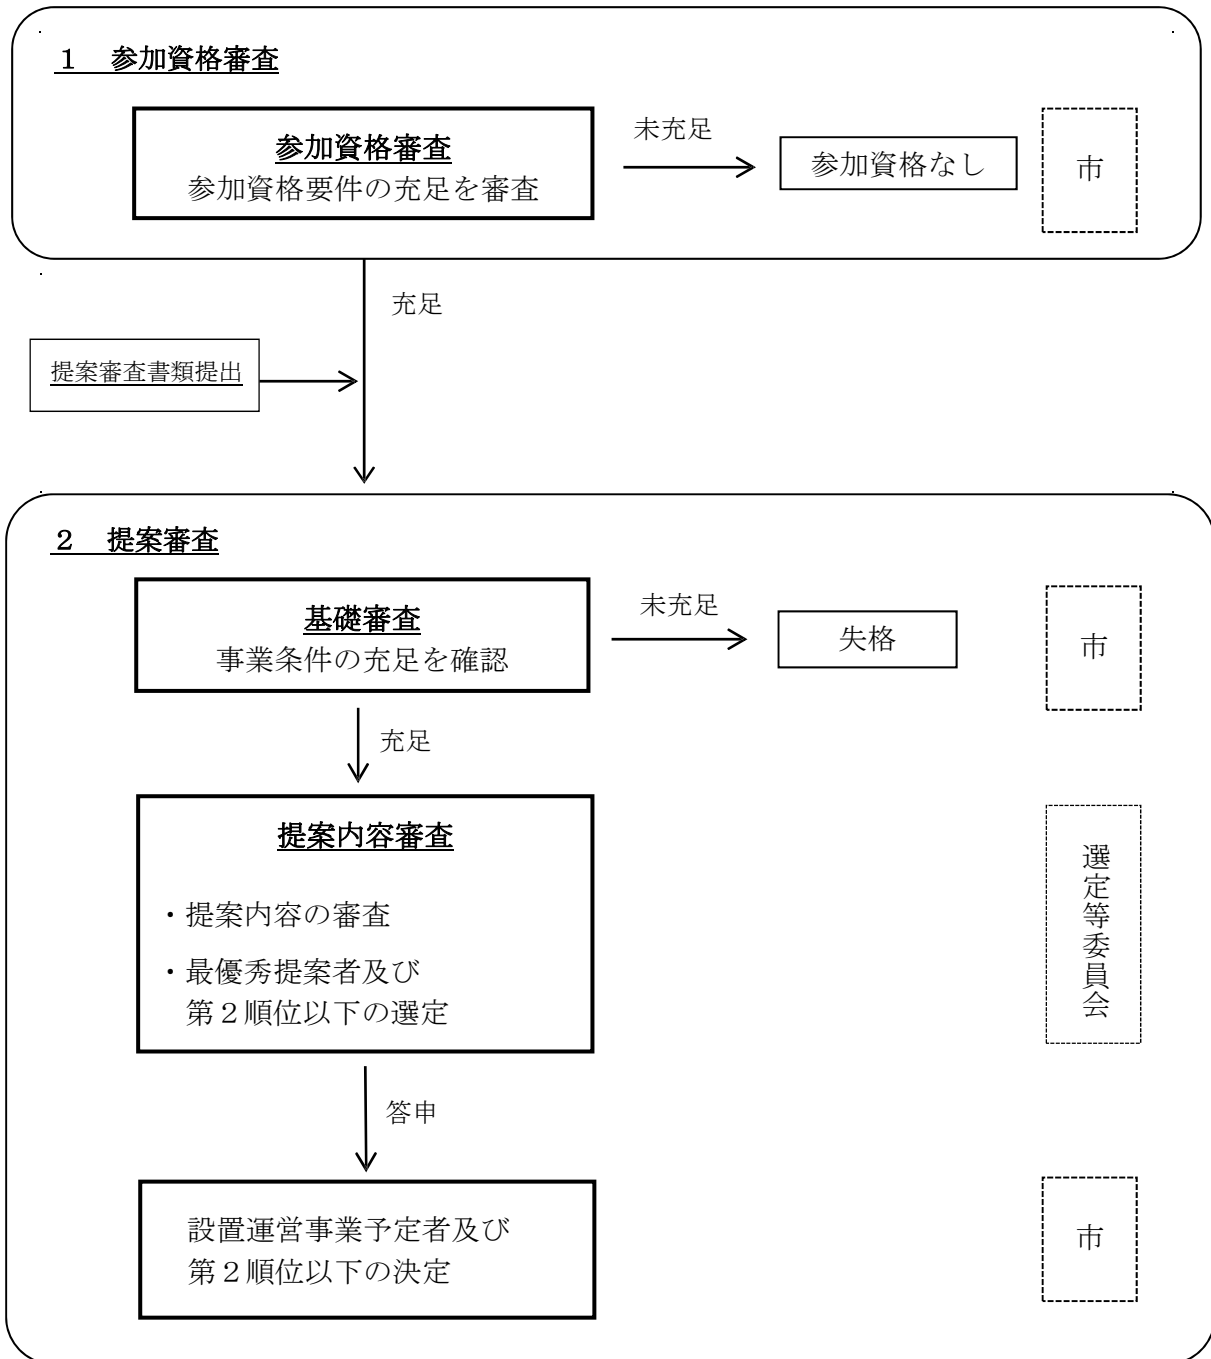 １　参加資格審査
参加資格審査
参加資格要件の充足を審査
未充足
参加資格なし
市
充足
提案審査書類提出
２　提案審査
基礎審査
事業条件の充足を確認
未充足
失格
市
充足
提案内容審査
・提案内容の審査
・最優秀提案者及び
第２順位以下の選定
選定等委員会
答申
設置運営事業予定者及び
第２順位以下の決定
市